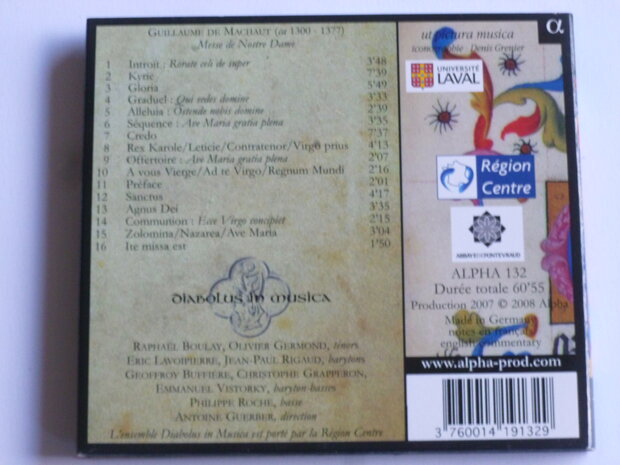 Guillaume de Machaut (ca 1300 - 1377)
Messe de Nostre Dame
1 Introït : Rorate celi de super 3'48
2 Kyrie 7'39
3 Gloria 5'49
4 Graduel : Qui sedes domine 3'33
5 Alleluia : Ostende nobis domine 2'39
6 Séquence : Ave Maria gratia plena 3'35
7 Credo 7'37
8 Rex Karole/Leticie/Contratenor/Virgo prius 4'13
9 Offertoire : Ave Maria gratia plena 2'07
10 A vous Vierge/Ad te Virgo/Regnum Mundi 2'16
11 Préface 2'01
12 Sanctus 4'17
13 Agnus Dei 3'35
14 Communion : Ecce Virgo concipiet 2'15
15 Zolomina/Nazarea/Ave Maria 3'04
16 Ite missa est 1'50
diabolus in musica
Raphaël Boulay, Olivier Germond, ténors
Eric Lavoipierre, Jean-Paul Rigaud, barytons
Geoffroy Buffière, Christophe Grapperon,
Emmanuel Vistorky, baryton-basses
Philippe Roche, basse
Antoine Guerber, direction
L'ensemble Diabolus in Musica est porté par la Région Centre
α
ut pictura musica
iconographie Denis Grenier
UNIVERSITÉ
LAVAL
Région
Centre
ABBAYE DE FONTEVRAUD
ALPHA 132
Durée totale 60'55
Production 2007 © 2008 Alpha
Made in Germany
notes en français
english commentary
www.alpha-prod.com
3 760014 191329